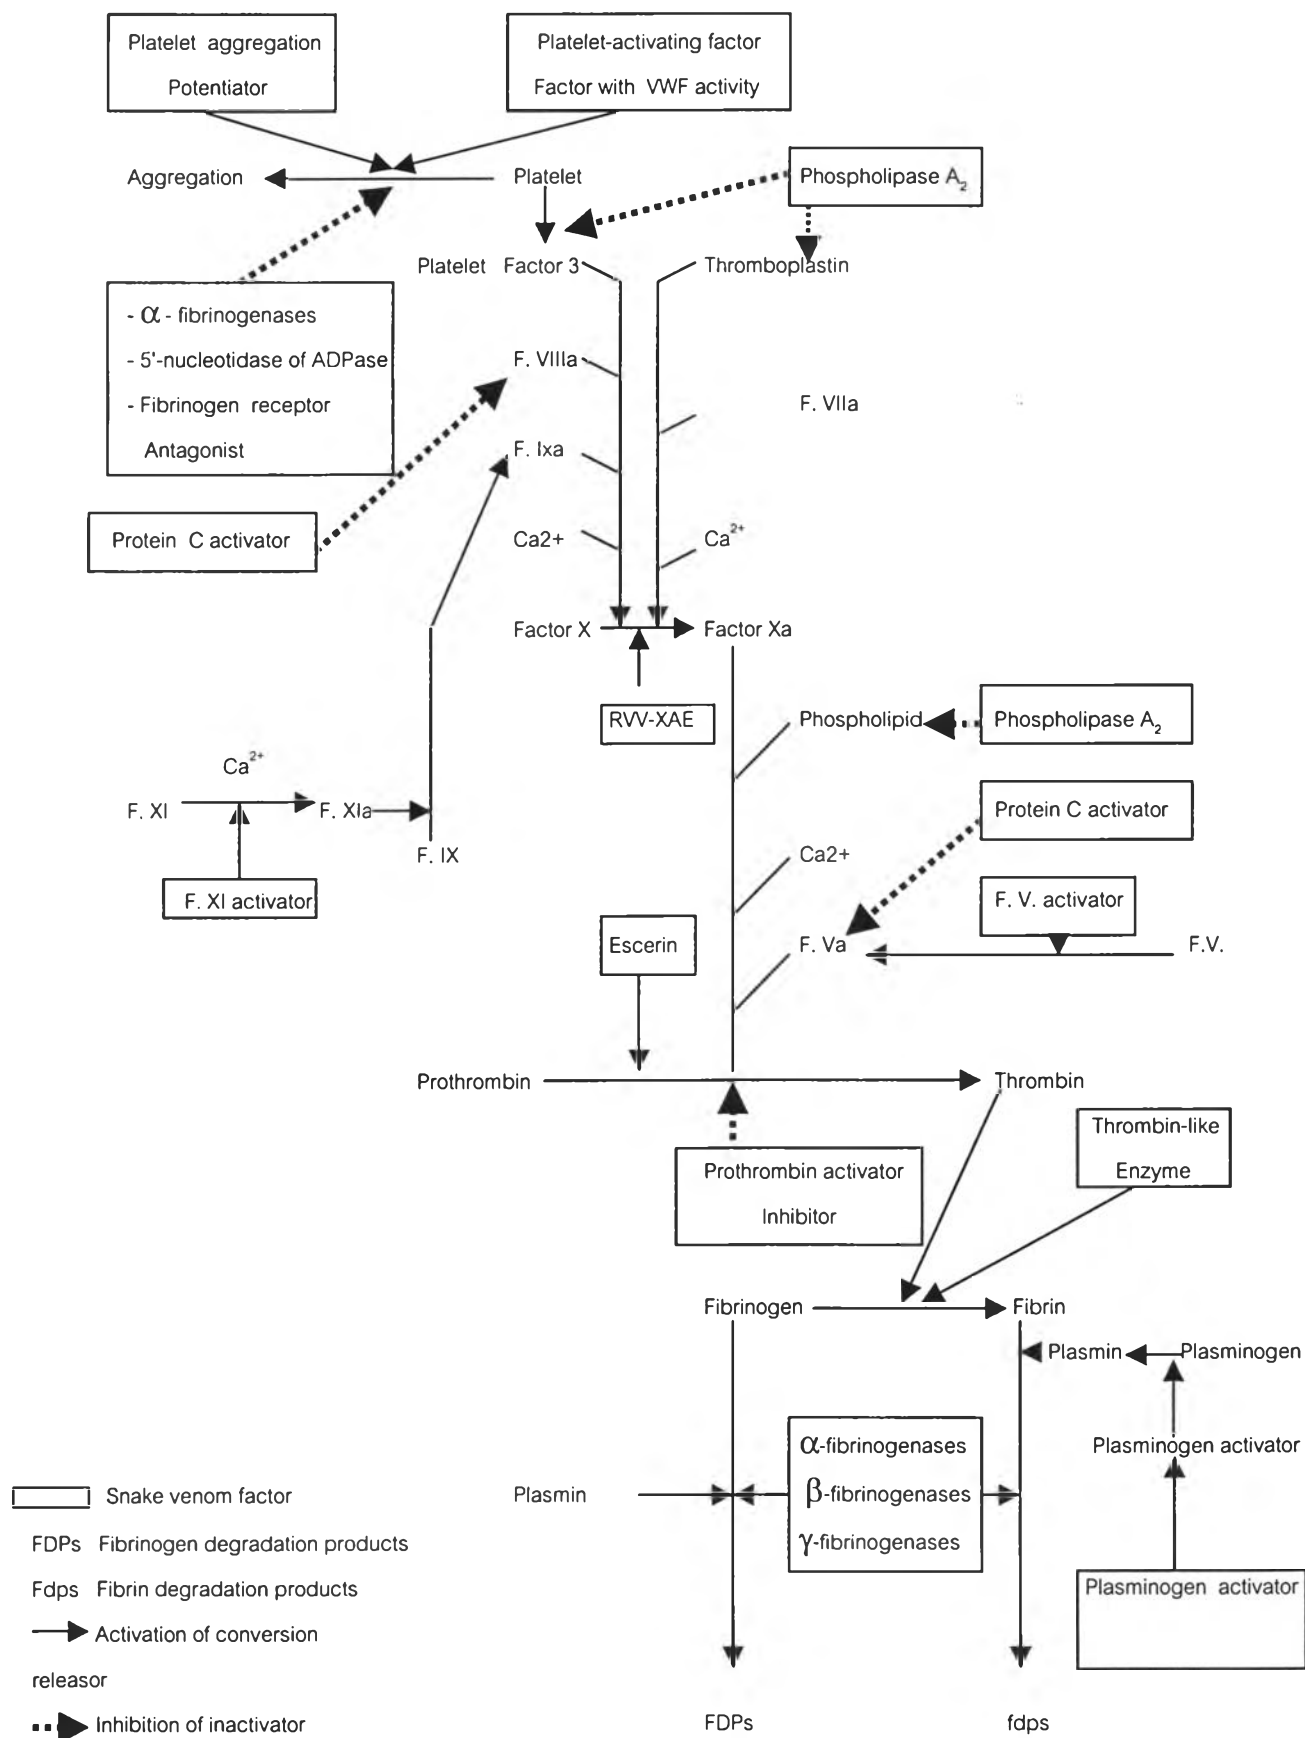 Platelet aggregation
Potentiator
Platelet-activating factor
Factor with VWF activity
Aggregation
Platelet
Phospholipase A2
Platelet Factor 3
Thromboplastin
- α - fibrinogenases
- 5'-nucleotidase of ADPase
- Fibrinogen receptor
Antagonist
F. VIIIa
F. VIIa
F. Ixa
Protein C activator
Ca2+
Ca2+
Factor X
Factor Xa
RVV-XAE
Phospholipid
Phospholipase A2
Ca2+
F. XI
F. XIa
F. IX
F. XI activator
Protein C activator
Ca2+
F. V. activator
Escerin
F. Va
F.V.
Prothrombin
Thrombin
Thrombin-like
Enzyme
Prothrombin activator
Inhibitor
Fibrinogen
Fibrin
Plasmin
Plasminogen
α-fibrinogenases
β-fibrinogenases
γ-fibrinogenases
Plasminogen activator
Plasmin
Plasminogen activator
Snake venom factor
FDPs Fibrinogen degradation products
Fdps Fibrin degradation products
Activation of conversion
releasor
Inhibition of inactivator
FDPs
fdps